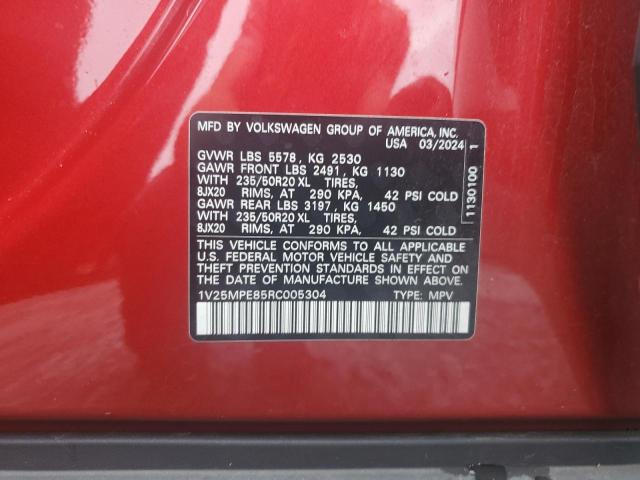 MFD BY VOLKSWAGEN GROUP OF AMERICA, INC.
USA 03/2024
GVWR LBS 5578, KG 2530
GAWR FRONT LBS 2491, KG 1130
WITH 235/50R20 XL TIRES,
8JX20 RIMS, AT 290 KPA, 42 PSI COLD
GAWR REAR LBS 3197, KG 1450
WITH 235/50R20 XL TIRES,
8JX20 RIMS, AT 290 KPA, 42 PSI COLD
THIS VEHICLE CONFORMS TO ALL APPLICABLE
U.S. FEDERAL MOTOR VEHICLE SAFETY AND
THEFT PREVENTION STANDARDS IN EFFECT ON
THE DATE OF MANUFACTURE SHOWN ABOVE.
1V25MPE85RC005304 TYPE: MPV
1130100 1